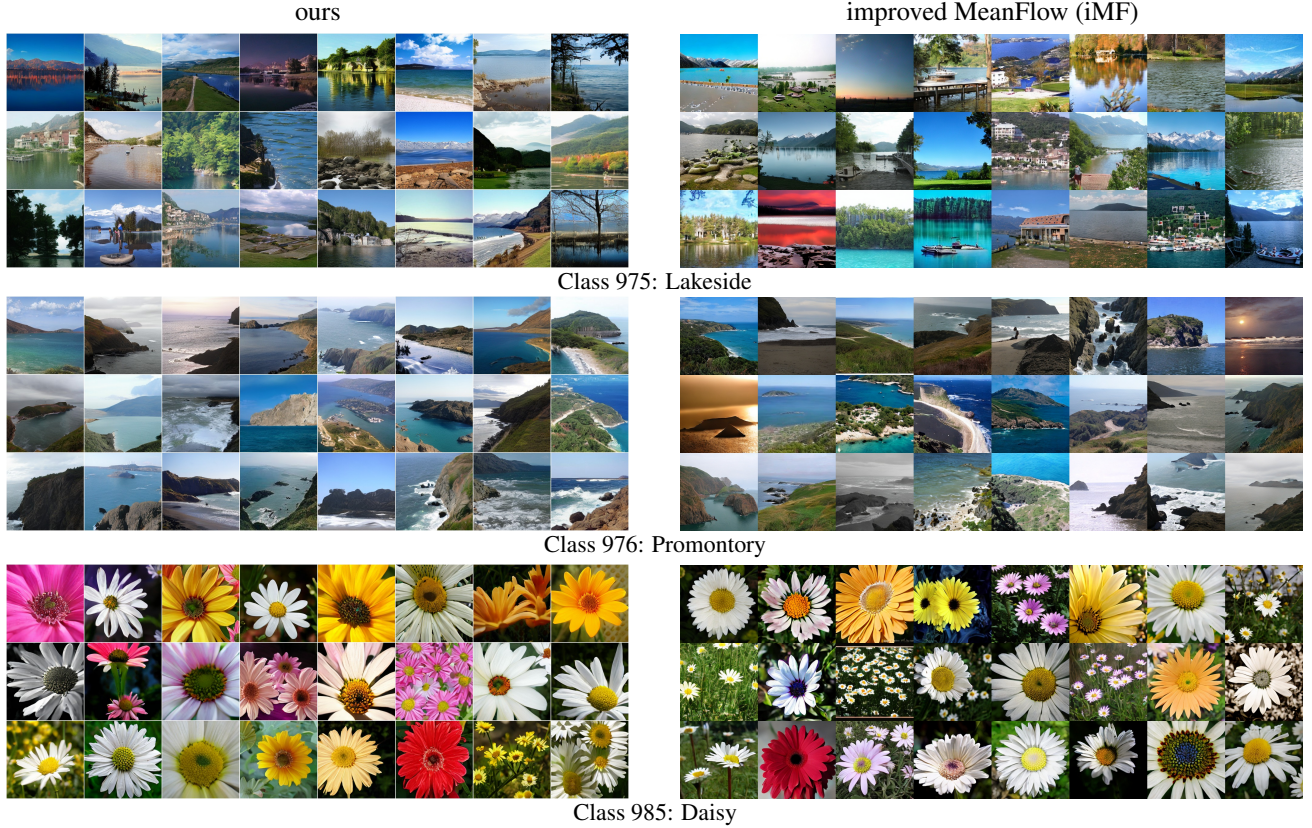 ours
improved MeanFlow (iMF)
Class 975: Lakeside
Class 976: Promontory
Class 985: Daisy